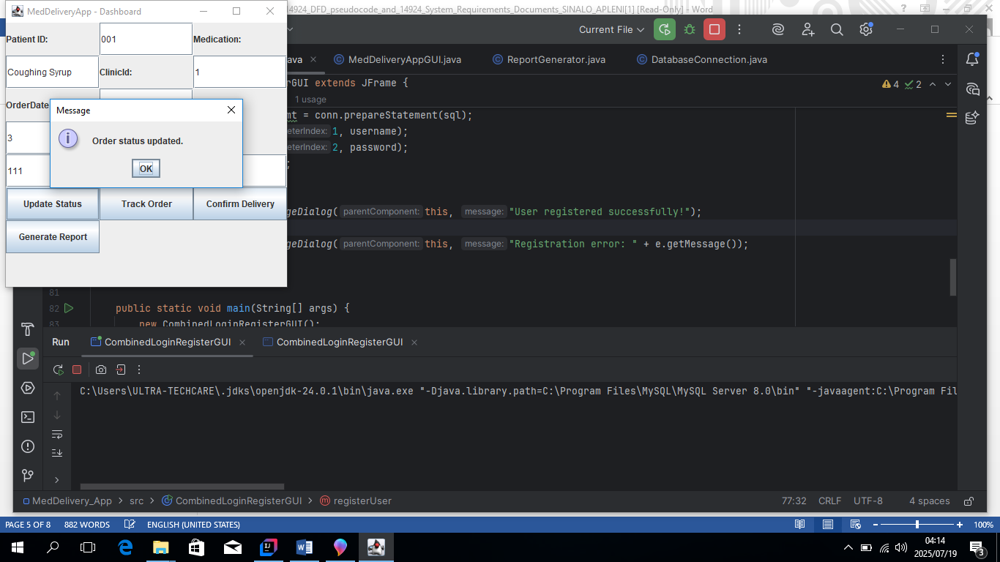 MedDeliveryApp - Dashboard
14924_DFD_pseudocode_and_14924_System_Requirements_Documents_SINALO_APLENI[1] [Read-Only] - Word
Patient ID:
001
Medication:
Coughing Syrup
ClinicId:
1
OrderDate
3
111
Message
Order status updated.
OK
Update Status
Track Order
Confirm Delivery
Generate Report
Current File
ava
MedDeliveryAppGUI.java
ReportGenerator.java
DatabaseConnection.java
rGUI extends JFrame {
4
2
1 usage
mt = conn.prepareStatement(sql);
eterIndex: 1, username);
eterIndex: 2, password);
;
geDialog( parentComponent: this, message: "User registered successfully!");
geDialog( parentComponent: this, message: "Registration error: " + e.getMessage());
81
82 public static void main(String[] args) {
83 new CombinedLoginRegisterGUI();
Run
CombinedLoginRegisterGUI
CombinedLoginRegisterGUI
C:\Users\ULTRA-TECHCARE\.jdks\openjdk-24.0.1\bin\java.exe "-Djava.library.path=C:\Program Files\MySQL\MySQL Server 8.0\bin" "-javaagent:C:\Program Fil
MedDelivery_App > src > CombinedLoginRegisterGUI > registerUser
77:32 CRLF UTF-8 4 spaces
PAGE 5 OF 8 882 WORDS ENGLISH (UNITED STATES)
100%
04:14
2025/07/19
3